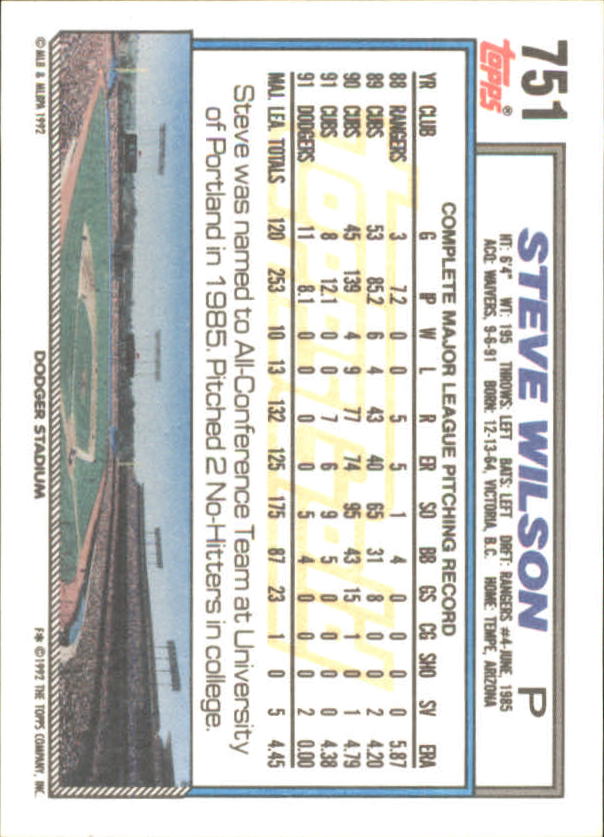 751
topps®
STEVE WILSON P
HT: 6'4" WT: 195 THROWS: LEFT BATS: LEFT DRFT: RANGERS #4-JUNE, 1985
ACQ: WAIVERS, 9-6-91 BORN: 12-13-64, VICTORIA, B.C. HOME: TEMPE, ARIZONA
COMPLETE MAJOR LEAGUE PITCHING RECORD
YR CLUB G IP W L R ER SO BB GS CG SHO SV ERA
88 RANGERS 3 7.2 0 0 5 5 1 4 0 0 0 0 5.87
89 CUBS 53 85.2 6 4 43 40 65 31 8 0 0 2 4.20
90 CUBS 45 139 4 9 77 74 95 43 15 1 0 1 4.79
91 CUBS 8 12.1 0 0 7 6 9 5 0 0 0 0 4.38
91 DODGERS 11 8.1 0 0 0 0 5 4 0 0 0 2 0.00
MAJ. LEA. TOTALS 120 253 10 13 132 125 175 87 23 1 0 5 4.45
Topps Gold
Steve was named to All-Conference Team at University
of Portland in 1985. Pitched 2 No-Hitters in college.
© MLB & MLBPA 1992
DODGER STADIUM
F* © 1992 THE TOPPS COMPANY, INC.